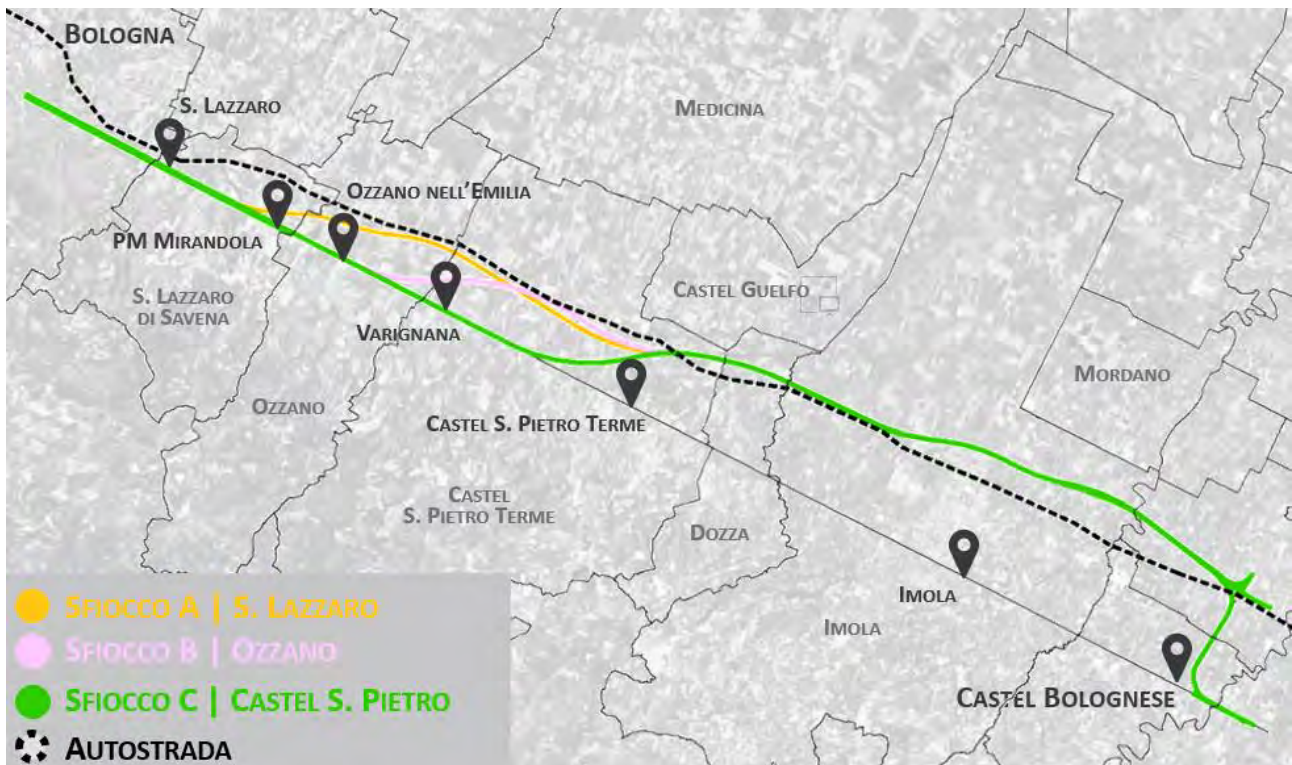 BOLOGNA
S. LAZZARO
MEDICINA
OZZANO NELL'EMILIA
PM MIRANDOLA
S. LAZZARO
DI SAVENA
CASTEL GUELFO
VARIGNANA
MORDANO
OZZANO
CASTEL S. PIETRO TERME
CASTEL
S. PIETRO TERME
DOZZA
IMOLA
IMOLA
CASTEL BOLOGNESE
SFIOCCO A | S. LAZZARO
SFIOCCO B | OZZANO
SFIOCCO C | CASTEL S. PIETRO
AUTOSTRADA